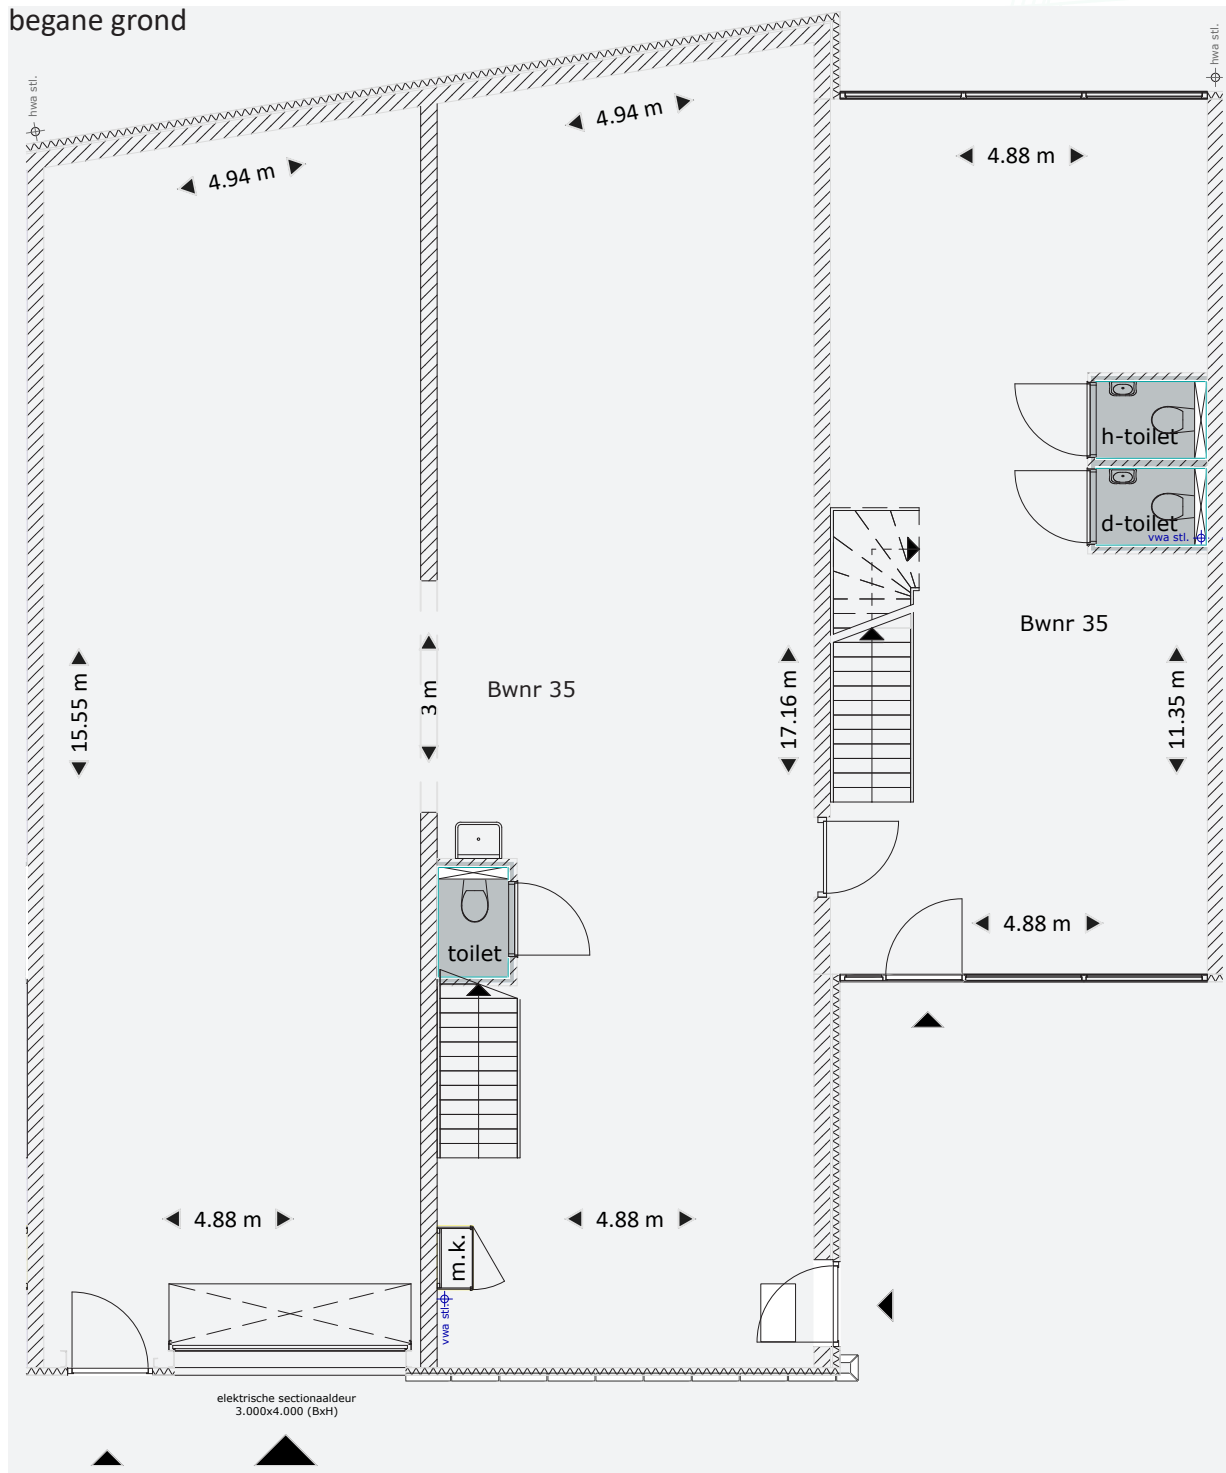 begane grond
hwa stl.
hwa stl.
4.94 m
4.94 m
4.88 m
h-toilet
d-toilet
vwa stl.
Bwnr 35
15.55 m
3 m
Bwnr 35
17.16 m
11.35 m
4.88 m
toilet
4.88 m
4.88 m
m.k.
vwa stl.
elektrische sectionaaldeur
3.000x4.000 (BxH)